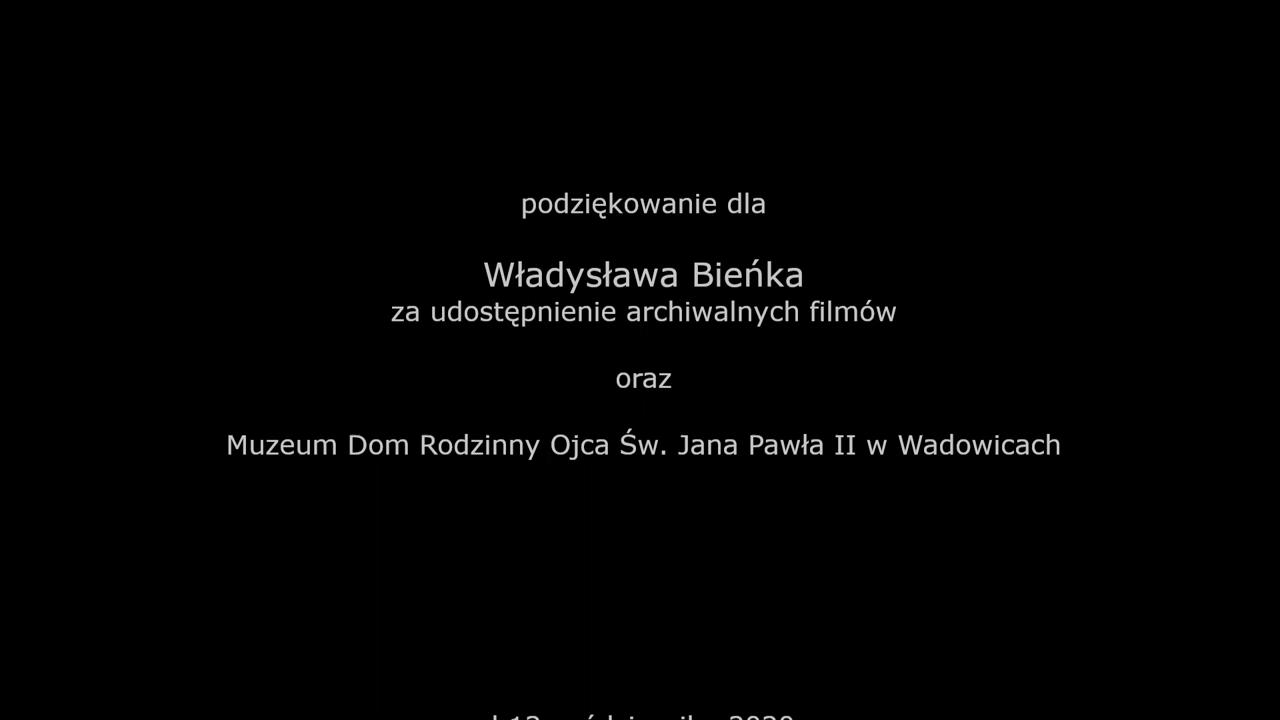 podziękowanie dla
Władysława Bieńka
za udostępnienie archiwalnych filmów
oraz
Muzeum Dom Rodzinny Ojca Św. Jana Pawła II w Wadowicach